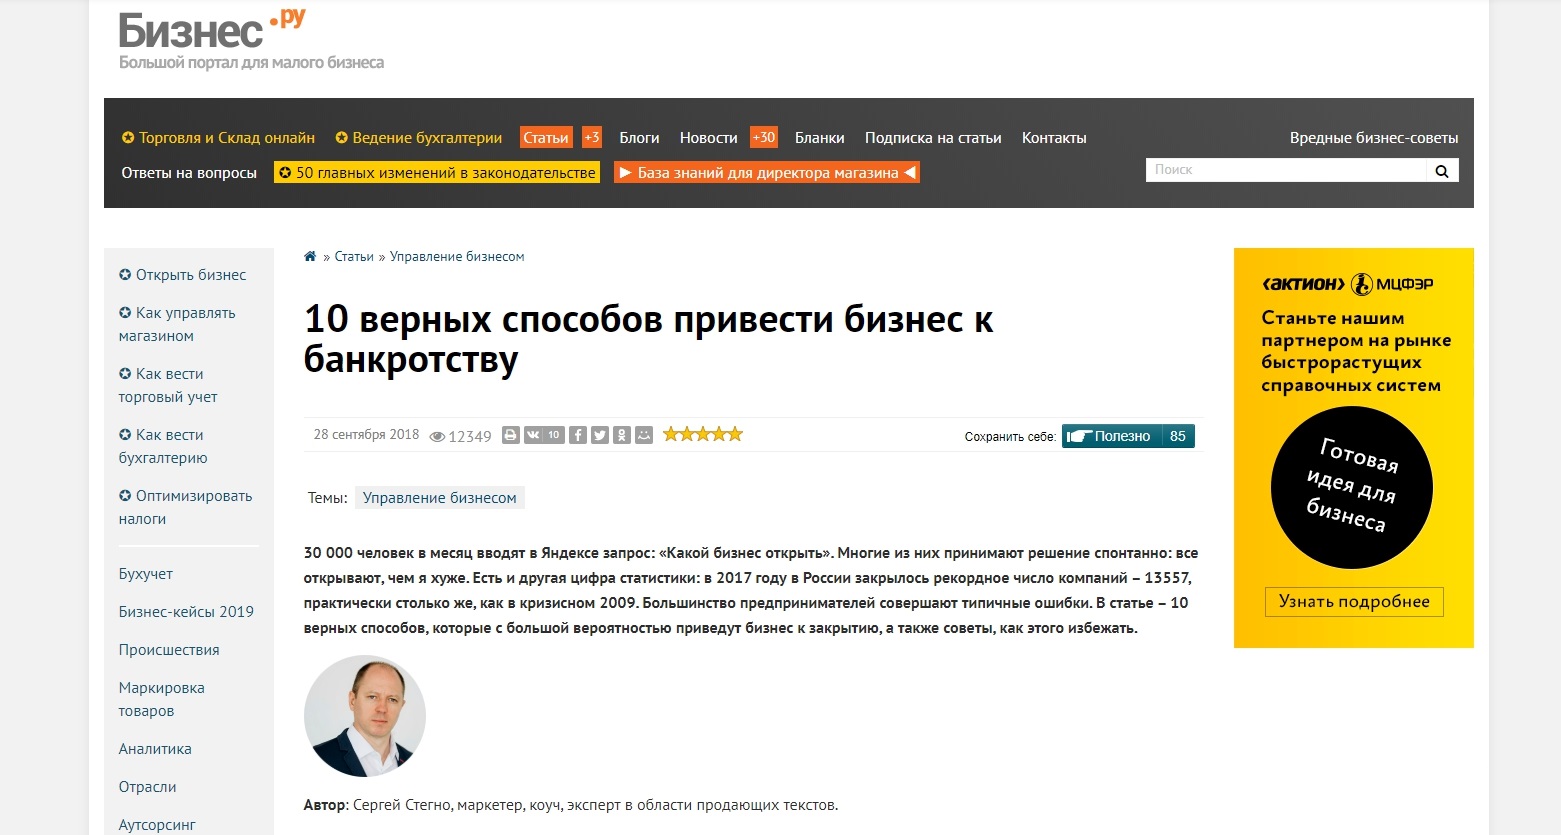 Бизнес.ру
Большой портал для малого бизнеса
Торговля и Склад онлайн Ведение бухгалтерии Статьи +3 Блоги Новости +30 Бланки Подписка на статьи Контакты Вредные бизнес-советы
Ответы на вопросы 50 главных изменений в законодательстве База знаний для директора магазина Поиск
Открыть бизнес
Как управлять
магазином
Как вести
торговый учет
Как вести
бухгалтерию
Оптимизировать
налоги
Бухучет
Бизнес-кейсы 2019
Происшествия
Маркировка
товаров
Аналитика
Отрасли
Аутсорсинг
» Статьи » Управление бизнесом
10 верных способов привести бизнес к
банкротству
28 сентября 2018 12349 10 Сохранить себе: Полезно 85
Темы: Управление бизнесом
30 000 человек в месяц вводят в Яндексе запрос: «Какой бизнес открыть». Многие из них принимают решение спонтанно: все
открывают, чем я хуже. Есть и другая цифра статистики: в 2017 году в России закрылось рекордное число компаний – 13557,
практически столько же, как в кризисном 2009. Большинство предпринимателей совершают типичные ошибки. В статье – 10
верных способов, которые с большой вероятностью приведут бизнес к закрытию, а также советы, как этого избежать.
Автор: Сергей Стегно, маркетер, коуч, эксперт в области продающих текстов.
‹актион› МЦФЭР
Станьте нашим
партнером на рынке
быстрорастущих
справочных систем
Готовая
идея для
бизнеса
Узнать подробнее